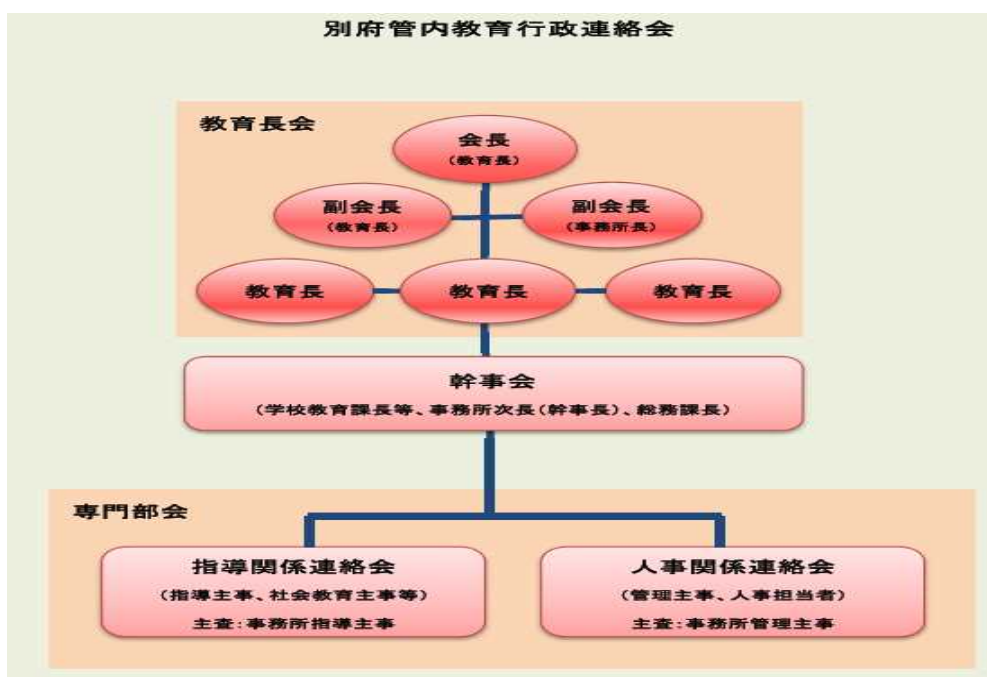 別府管内教育行政連絡会
教育長会
会長
（教育長）
副会長
（教育長）
副会長
（事務所長）
教育長
教育長
教育長
幹事会
（学校教育課長等、事務所次長（幹事長）、総務課長）
専門部会
指導関係連絡会
（指導主事、社会教育主事等）
主査：事務所指導主事
人事関係連絡会
（管理主事、人事担当者）
主査：事務所管理主事